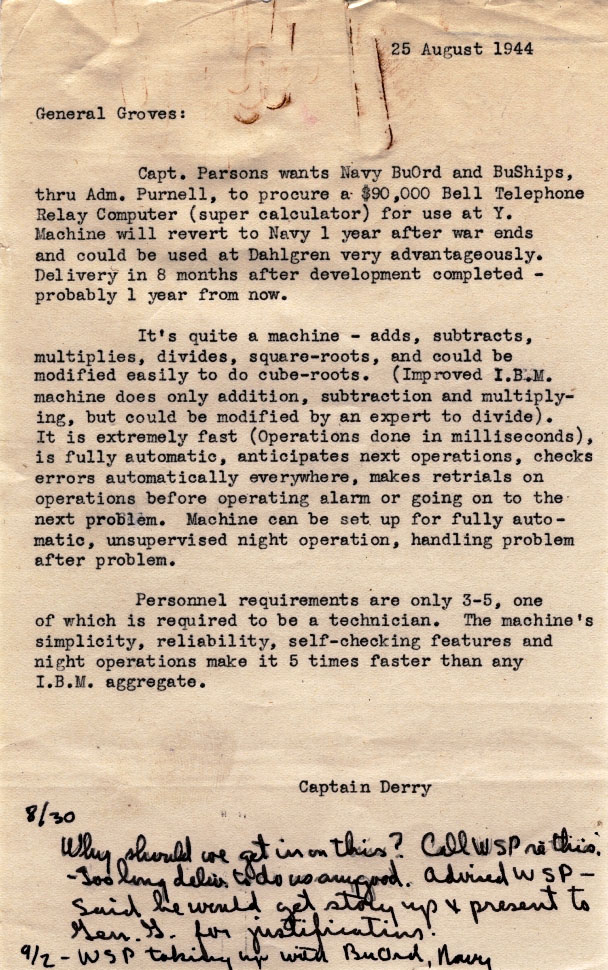 25 August 1944
General Groves:
Capt. Parsons wants Navy BuOrd and BuShips,
thru Adm. Purnell, to procure a $90,000 Bell Telephone
Relay Computer (super calculator) for use at Y.
Machine will revert to Navy 1 year after war ends
and could be used at Dahlgren very advantageously.
Delivery in 8 months after development completed -
probably 1 year from now.
It's quite a machine - adds, subtracts,
multiplies, divides, square-roots, and could be
modified easily to do cube-roots. (Improved I.B.M.
machine does only addition, subtraction and multiply-
ing, but could be modified by an expert to divide).
It is extremely fast (Operations done in milliseconds),
is fully automatic, anticipates next operations, checks
errors automatically everywhere, makes retrials on
operations before operating alarm or going on to the
next problem. Machine can be set up for fully auto-
matic, unsupervised night operation, handling problem
after problem.
Personnel requirements are only 3-5, one
of which is required to be a technician. The machine's
simplicity, reliability, self-checking features and
night operations make it 5 times faster than any
I.B.M. aggregate.
Captain Derry
8/30
Why should we get in on this? Call WSP re this.
- Too long to do us any good. Advised WSP -
Said he would get story up & present to
Gen. G. for justification.
9/2 - WSP taking up with BuOrd, Navy